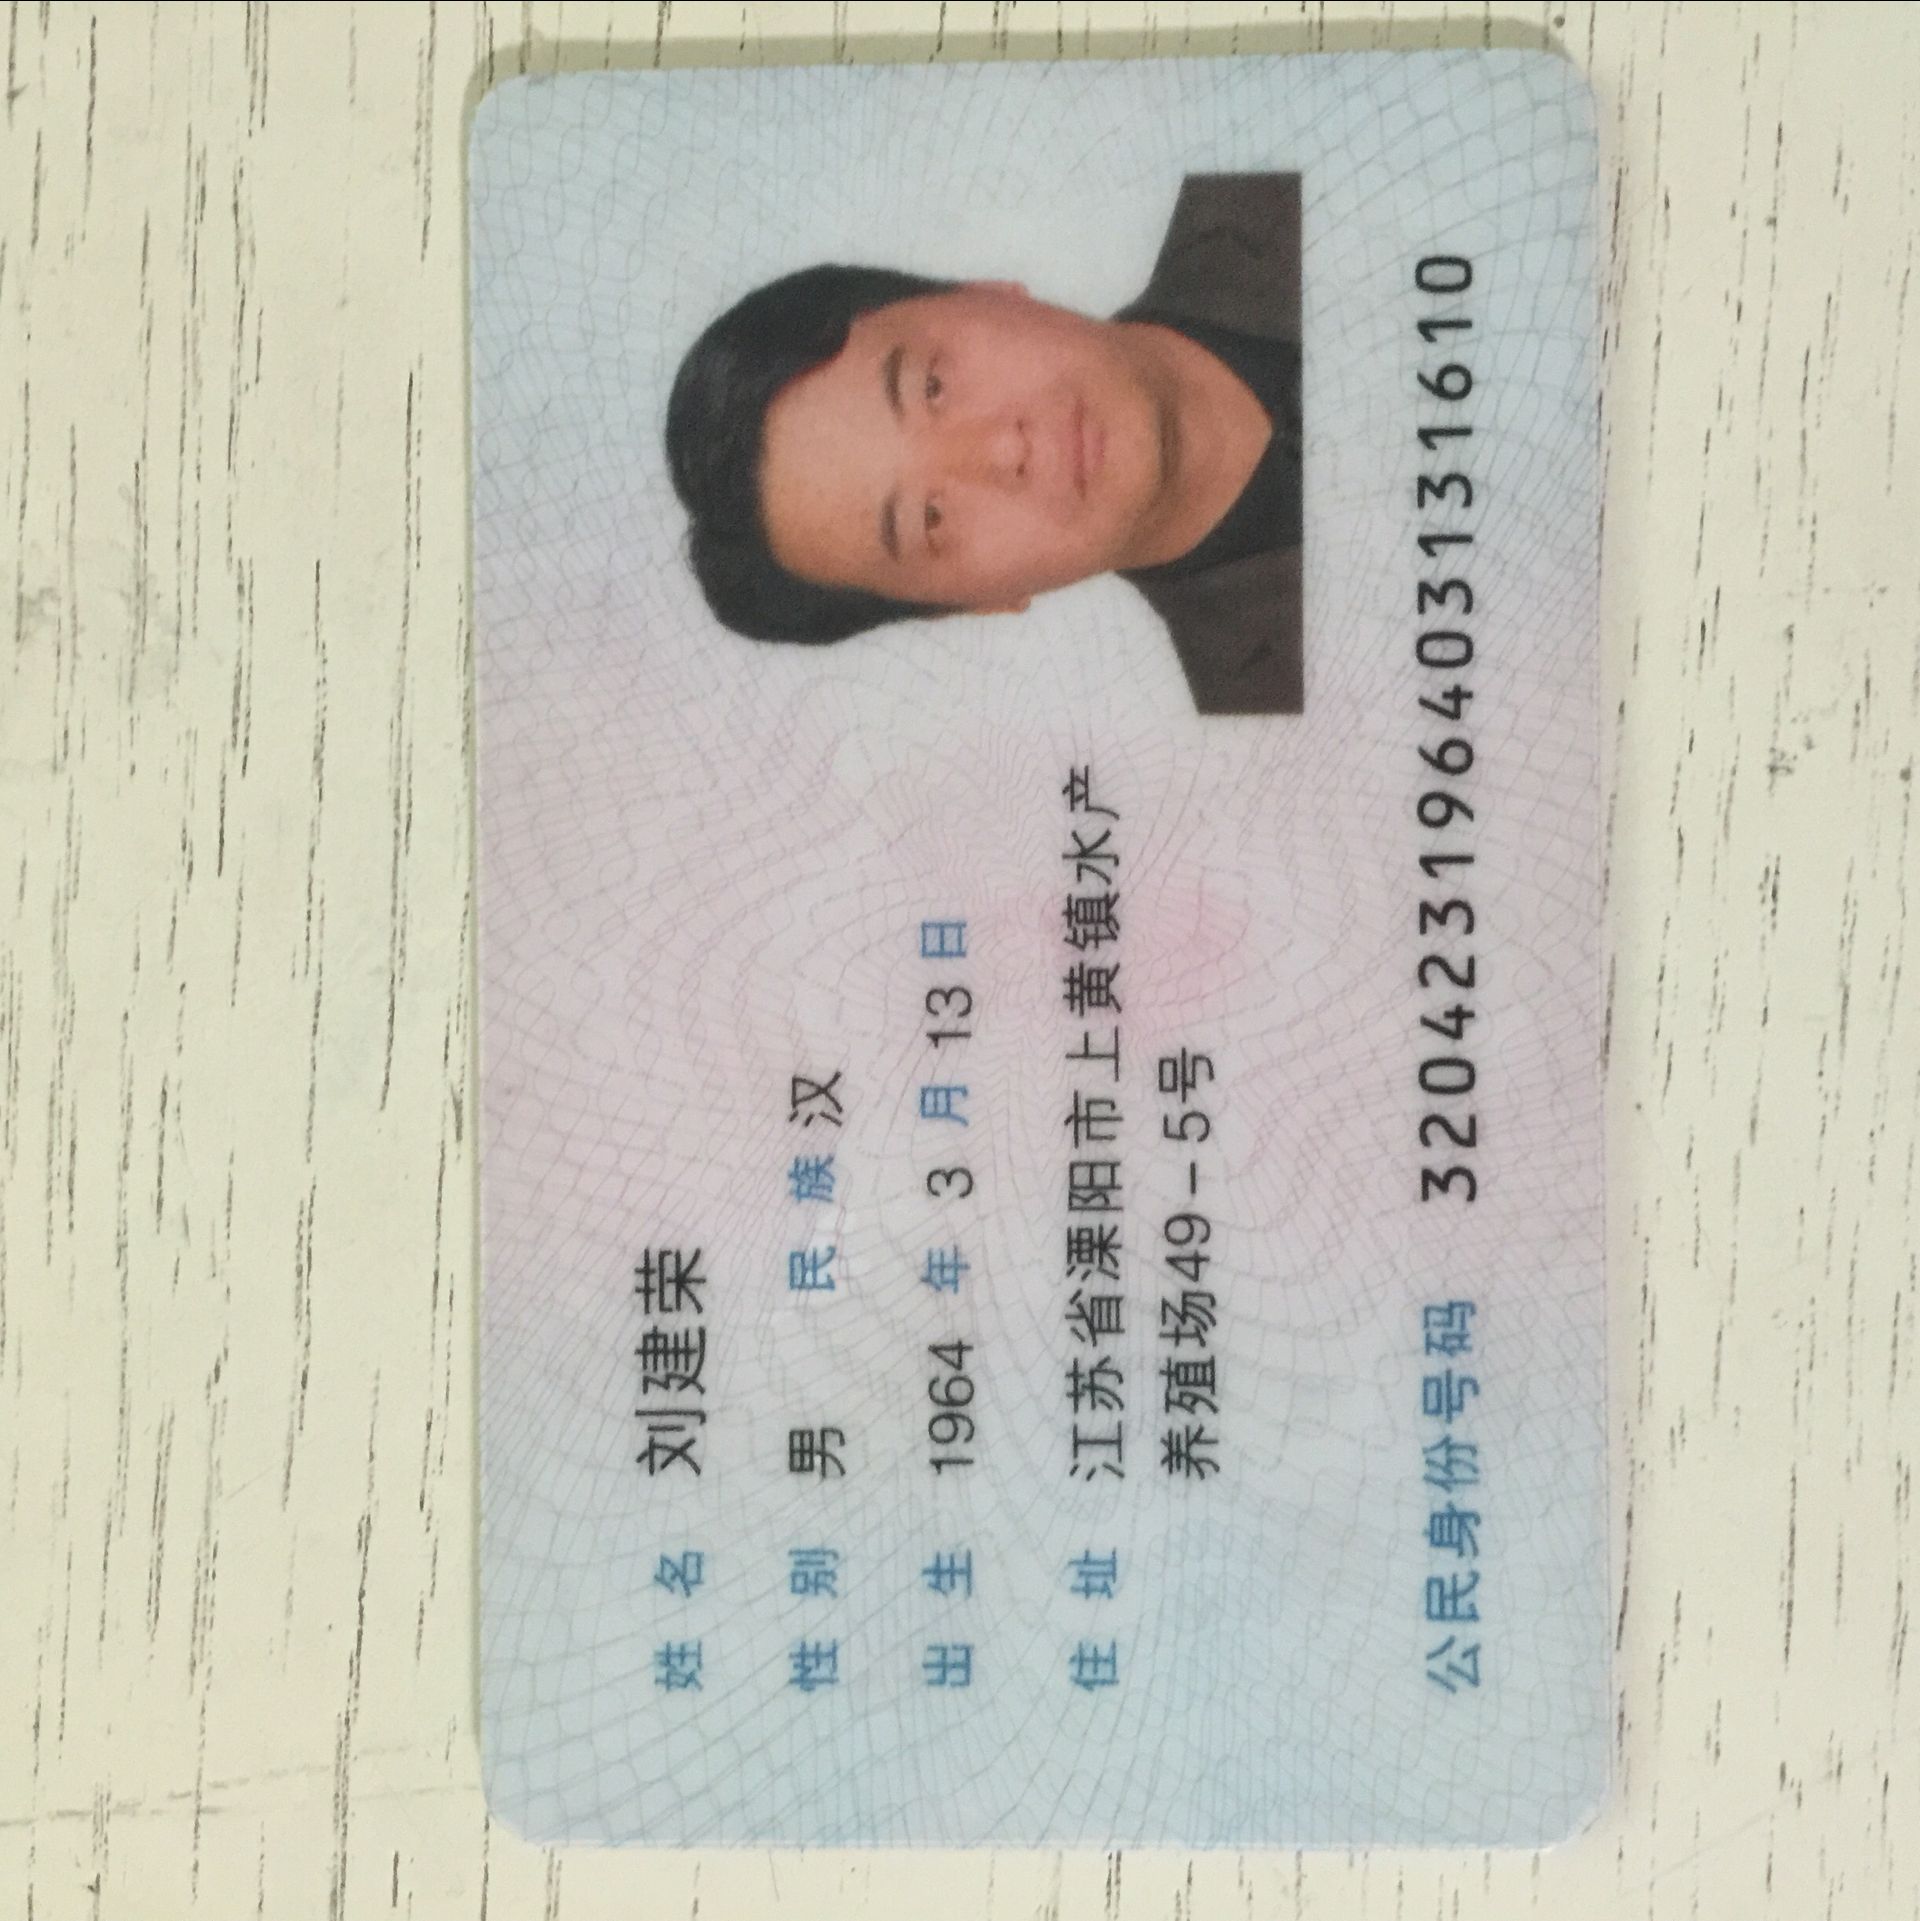 姓名 刘建荣
性别 男 民族 汉
出生 1964 年 3 月 13 日
住址 江苏省溧阳市上黄镇水产
养殖场49-5号
公民身份号码 320423196403131610